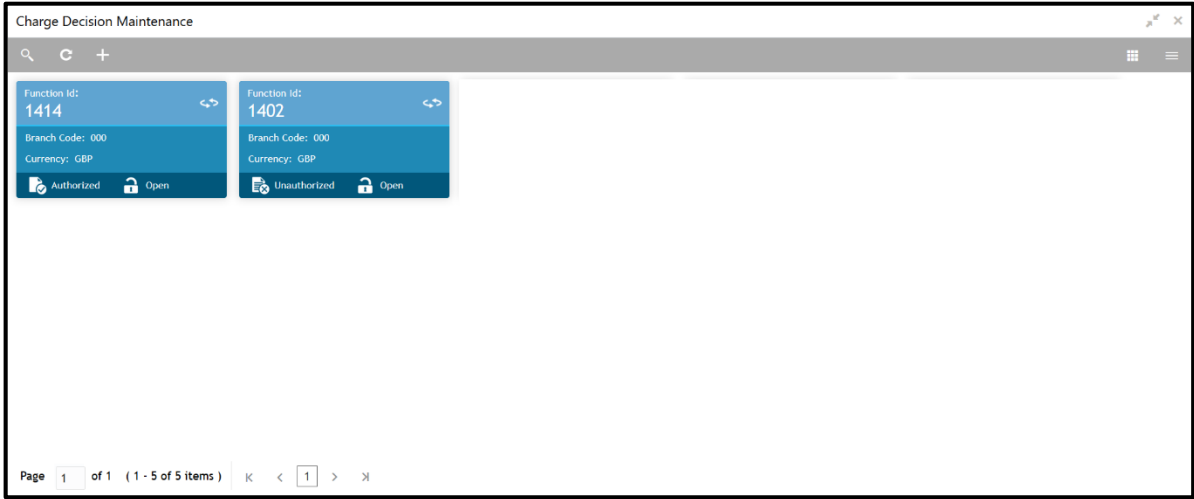 Charge Decision Maintenance
Function Id:
1414
Branch Code: 000
Currency: GBP
Authorized Open
Function Id:
1402
Branch Code: 000
Currency: GBP
Unauthorized Open
Page 1 of 1 ( 1 - 5 of 5 items ) 1